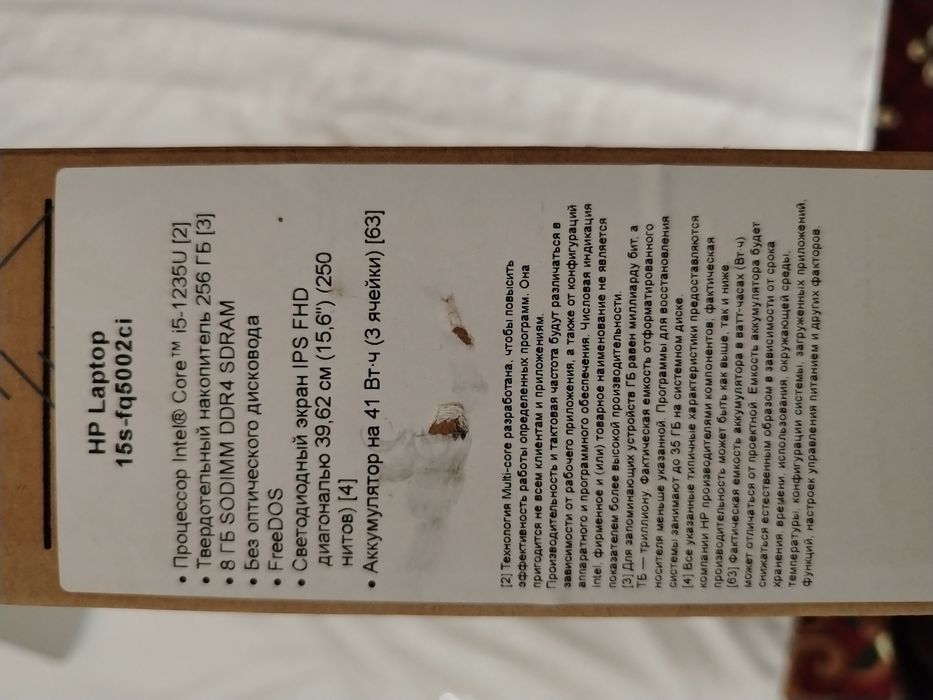 HP Laptop
15s-fq5002ci
• Процессор Intel® Core™ i5-1235U [2]
• Твердотельный накопитель 256 ГБ [3]
• 8 ГБ SODIMM DDR4 SDRAM
• Без оптического дисковода
• FreeDOS
• Светодиодный экран IPS FHD
диагональю 39,62 см (15,6") (250
нитов) [4]
• Аккумулятор на 41 Вт·ч (3 ячейки) [63]
[2] Технология Multi-core разработана, чтобы повысить
эффективность работы определенных программ. Она
пригодится не всем клиентам и приложениям.
Производительность и тактовая частота будут различаться в
зависимости от рабочего приложения, а также от конфигураций
аппаратного и программного обеспечения. Числовая индикация
Intel, фирменное и (или) товарное наименование не является
показателем более высокой производительности.
[3] Для запоминающих устройств ГБ равен миллиарду бит, а
ТБ — триллиону. Фактическая емкость отформатированного
носителя меньше указанной. Программы для восстановления
системы занимают до 35 ГБ на системном диске.
[4] Все указанные типичные характеристики предоставляются
компании HP производителями компонентов; фактическая
производительность может быть как выше, так и ниже.
[63] Фактическая емкость аккумулятора в ватт-часах (Вт·ч)
может отличаться от проектной. Емкость аккумулятора будет
снижаться естественным образом в зависимости от срока
хранения, времени, использования, окружающей среды,
температуры, конфигурации системы, загруженных приложений,
функций, настроек управления питанием и других факторов.